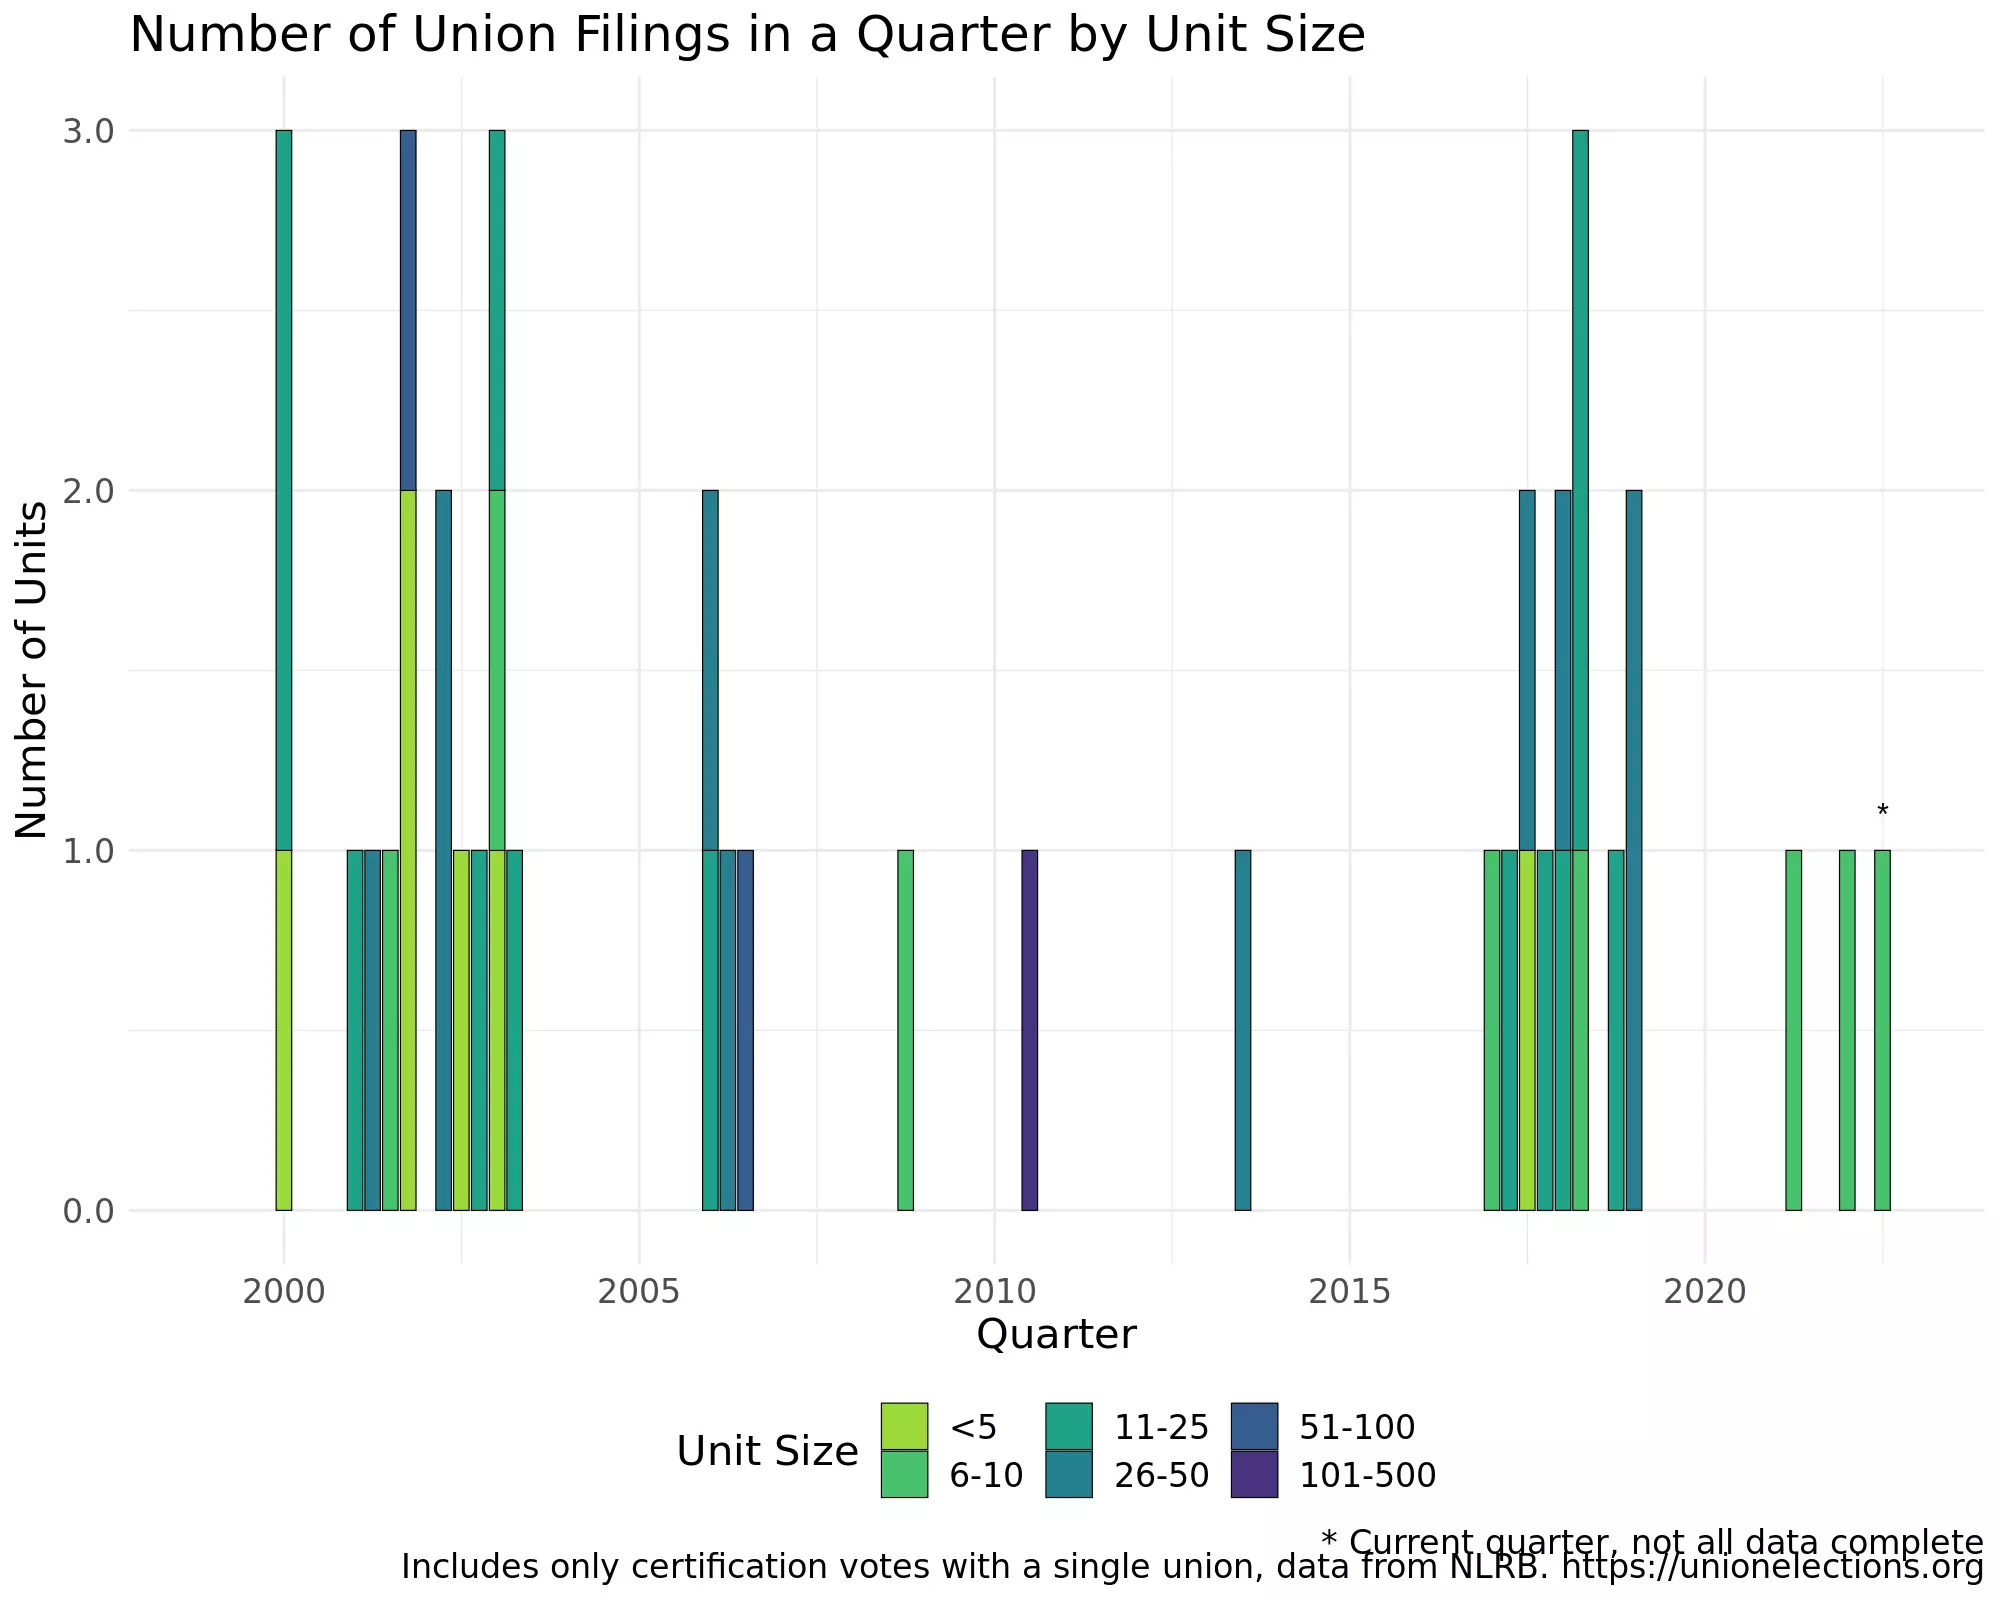 Number of Union Filings in a Quarter by Unit Size
Number of Units
3.0
2.0
1.0
0.0
*
2000 2005 2010 2015 2020
Quarter
Unit Size
<5 11-25 51-100
6-10 26-50 101-500
* Current quarter, not all data complete
Includes only certification votes with a single union, data from NLRB. https://unionelections.org